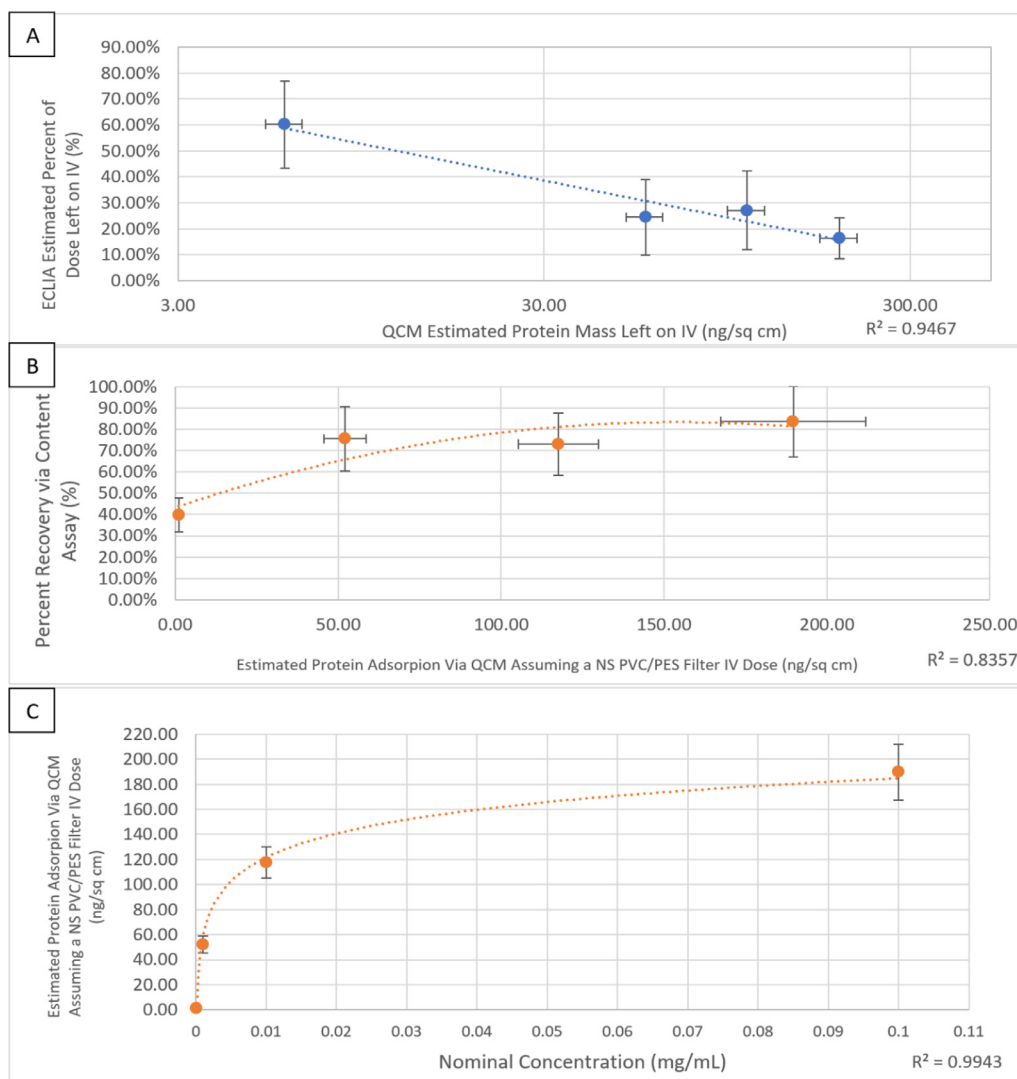 A
ECLIA Estimated Percent of
Dose Left on IV (%)
90.00%
80.00%
70.00%
60.00%
50.00%
40.00%
30.00%
20.00%
10.00%
0.00%
3.00 30.00 300.00
QCM Estimated Protein Mass Left on IV (ng/sq cm)
R² = 0.9467
B
Percent Recovery via Content
Assay (%)
100.00%
90.00%
80.00%
70.00%
60.00%
50.00%
40.00%
30.00%
20.00%
10.00%
0.00%
0.00 50.00 100.00 150.00 200.00 250.00
Estimated Protein Adsorpion Via QCM Assuming a NS PVC/PES Filter IV Dose (ng/sq cm)
R² = 0.8357
C
Estimated Protein Adsorpion Via QCM
Assuming a NS PVC/PES Filter IV Dose
(ng/sq cm)
220.00
200.00
180.00
160.00
140.00
120.00
100.00
80.00
60.00
40.00
20.00
0.00
0 0.01 0.02 0.03 0.04 0.05 0.06 0.07 0.08 0.09 0.1 0.11
Nominal Concentration (mg/mL)
R² = 0.9943